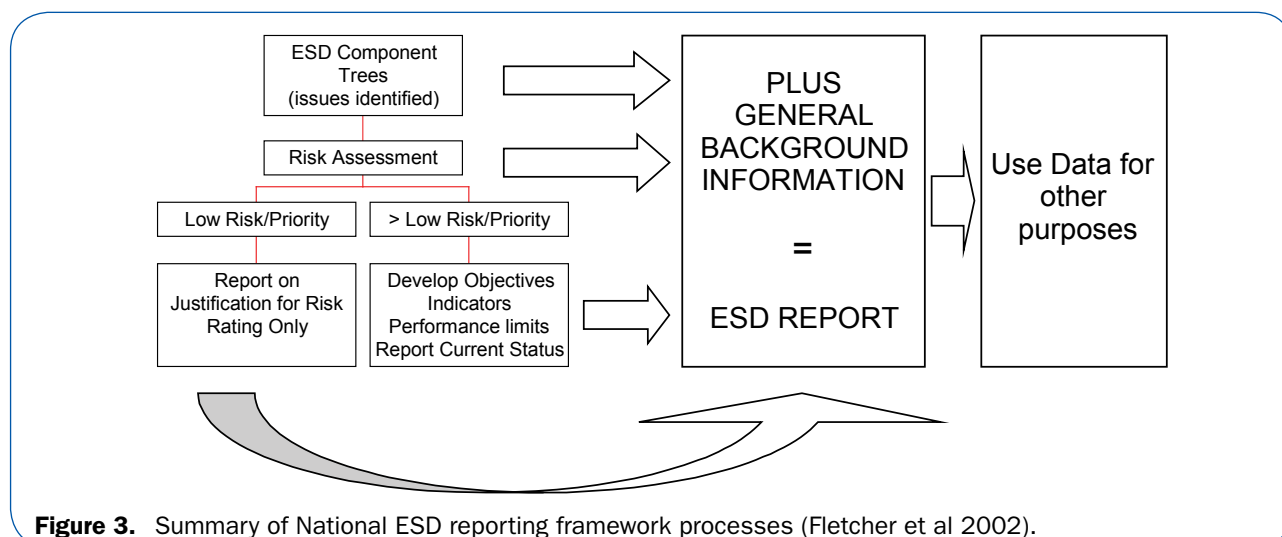 ESD Component
Trees
(issues identified)
Risk Assessment
Low Risk/Priority
> Low Risk/Priority
Report on
Justification for Risk
Rating Only
Develop Objectives
Indicators
Performance limits
Report Current Status
PLUS
GENERAL
BACKGROUND
INFORMATION
=
ESD REPORT
Use Data for
other
purposes
Figure 3. Summary of National ESD reporting framework processes (Fletcher et al 2002).